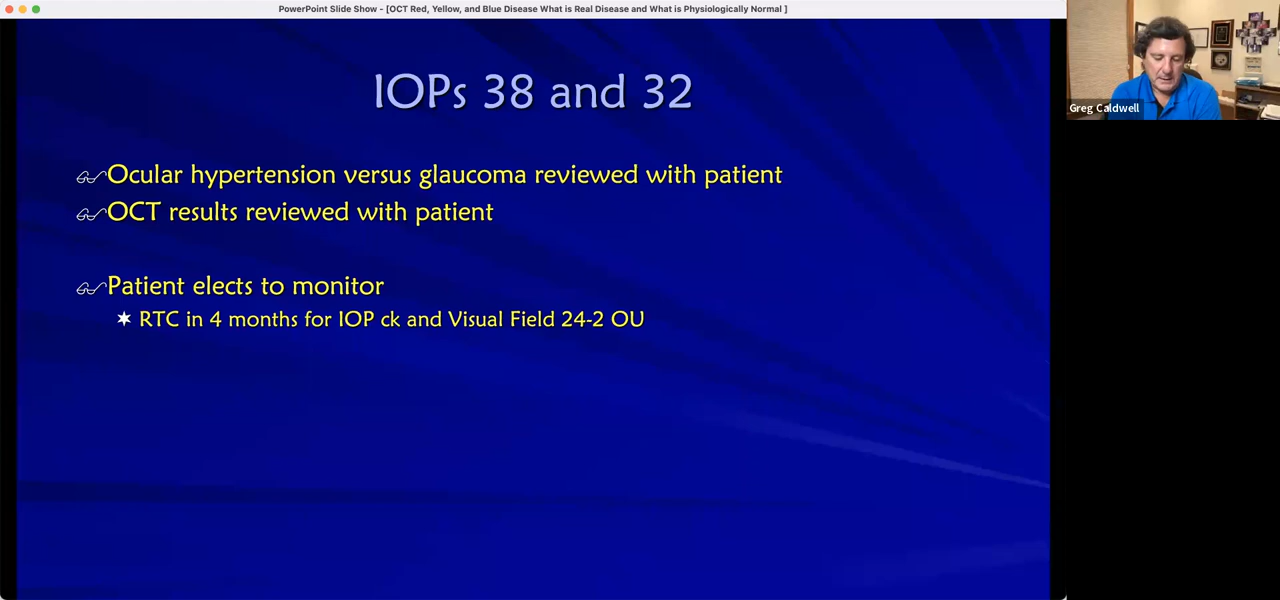 PowerPoint Slide Show - [OCT Red, Yellow, and Blue Disease What is Real Disease and What is Physiologically Normal ]
IOPs 38 and 32
Ocular hypertension versus glaucoma reviewed with patient
OCT results reviewed with patient
Patient elects to monitor
RTC in 4 months for IOP ck and Visual Field 24-2 OU
Greg Caldwell